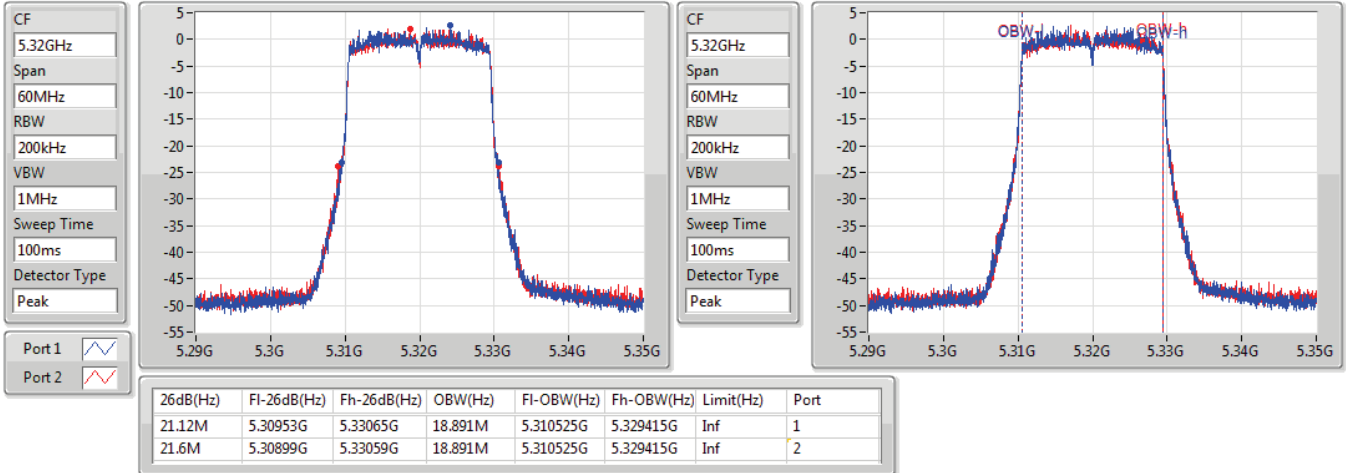 CF
5.32GHz
Span
60MHz
RBW
200kHz
VBW
1MHz
Sweep Time
100ms
Detector Type
Peak
Port 1
Port 2
5
0
-5
-10
-15
-20
-25
-30
-35
-40
-45
-50
-55
5.29G 5.3G 5.31G 5.32G 5.33G 5.34G 5.35G
CF
5.32GHz
Span
60MHz
RBW
200kHz
VBW
1MHz
Sweep Time
100ms
Detector Type
Peak
5
0
-5
-10
-15
-20
-25
-30
-35
-40
-45
-50
-55
OBW-l OBW-h
5.29G 5.3G 5.31G 5.32G 5.33G 5.34G 5.35G
26dB(Hz) Fl-26dB(Hz) Fh-26dB(Hz) OBW(Hz) Fl-OBW(Hz) Fh-OBW(Hz) Limit(Hz) Port
21.12M 5.30953G 5.33065G 18.891M 5.310525G 5.329415G Inf 1
21.6M 5.30899G 5.33059G 18.891M 5.310525G 5.329415G Inf 2